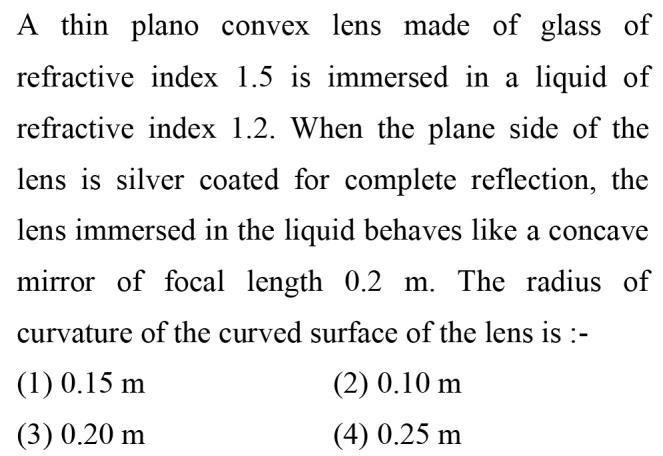 A thin plano convex lens made of glass of
refractive index 1.5 is immersed in a liquid of
refractive index 1.2. When the plane side of the
lens is silver coated for complete reflection, the
lens immersed in the liquid behaves like a concave
mirror of focal length 0.2 m. The radius of
curvature of the curved surface of the lens is :-
(1) 0.15 m (2) 0.10 m
(3) 0.20 m (4) 0.25 m